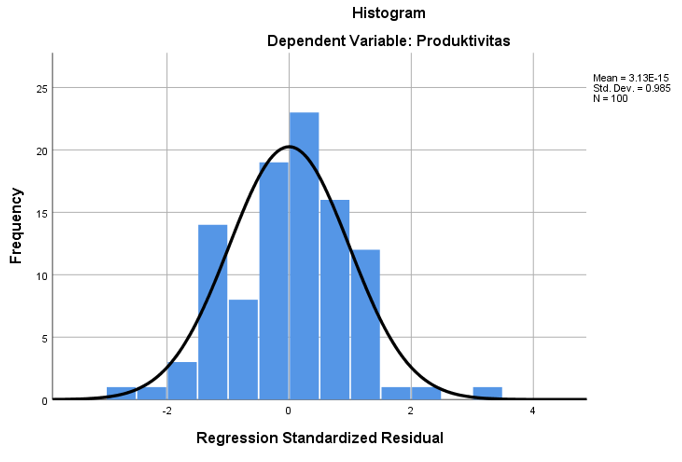 Histogram
Dependent Variable: Produktivitas
Mean = 3.13E-15
Std. Dev. = 0.985
N = 100
Frequency
25
20
15
10
5
0
-2 0 2 4
Regression Standardized Residual